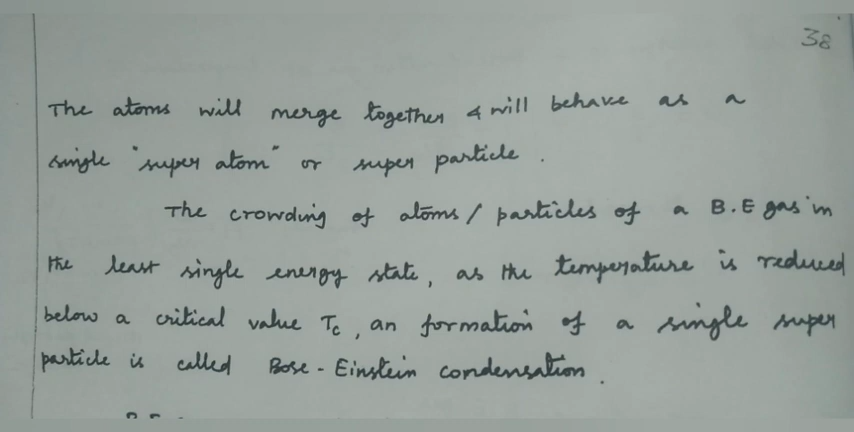 38
The atoms will merge together & will behave as a
single "super atom" or super particle.
The crowding of atoms / particles of a B.E gas in
the least single energy state, as the temperature is reduced
below a critical value Tc, an formation of a single super
particle is called Bose-Einstein condensation.